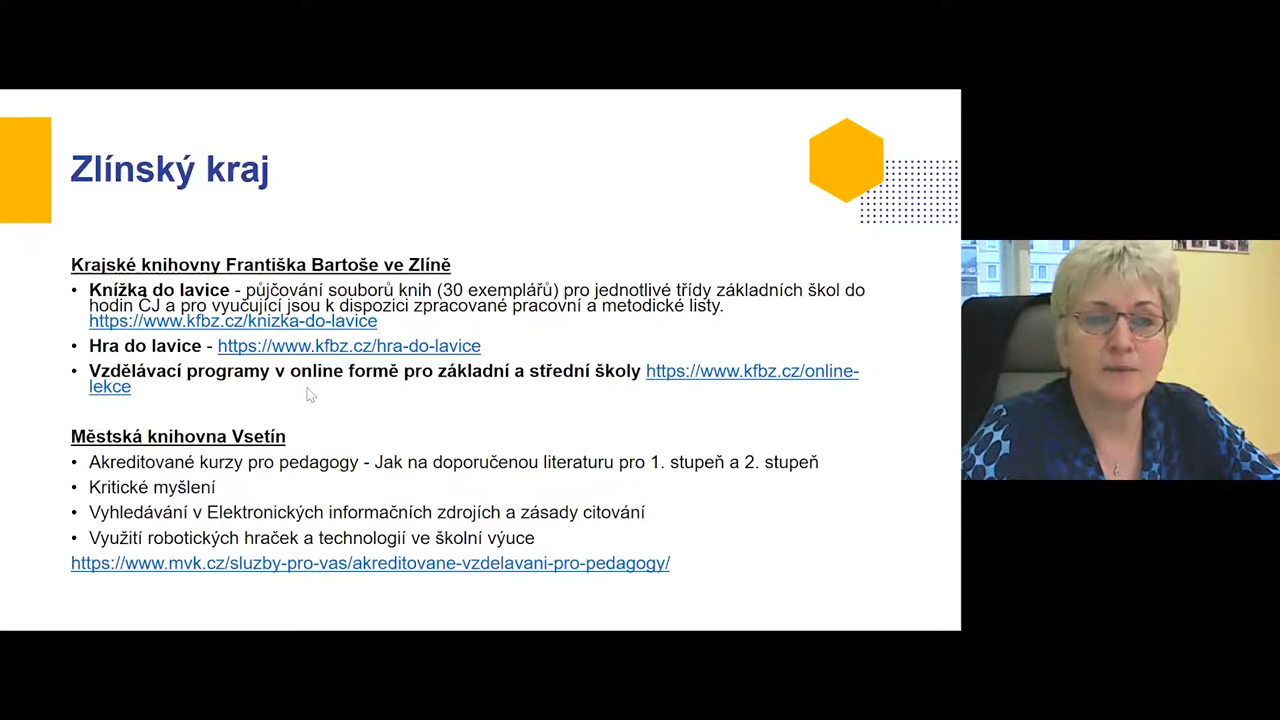 Zlínský kraj
Krajské knihovny Františka Bartoše ve Zlíně
• Knížka do lavice - půjčování souborů knih (30 exemplářů) pro jednotlivé třídy základních škol do
hodin ČJ a pro vyučující jsou k dispozici zpracované pracovní a metodické listy.
https://www.kfbz.cz/knizka-do-lavice
• Hra do lavice - https://www.kfbz.cz/hra-do-lavice
• Vzdělávací programy v online formě pro základní a střední školy https://www.kfbz.cz/online-
lekce
Městská knihovna Vsetín
• Akreditované kurzy pro pedagogy - Jak na doporučenou literaturu pro 1. stupeň a 2. stupeň
• Kritické myšlení
• Vyhledávání v Elektronických informačních zdrojích a zásady citování
• Využití robotických hraček a technologií ve školní výuce
https://www.mvk.cz/sluzby-pro-vas/akreditovane-vzdelavani-pro-pedagogy/